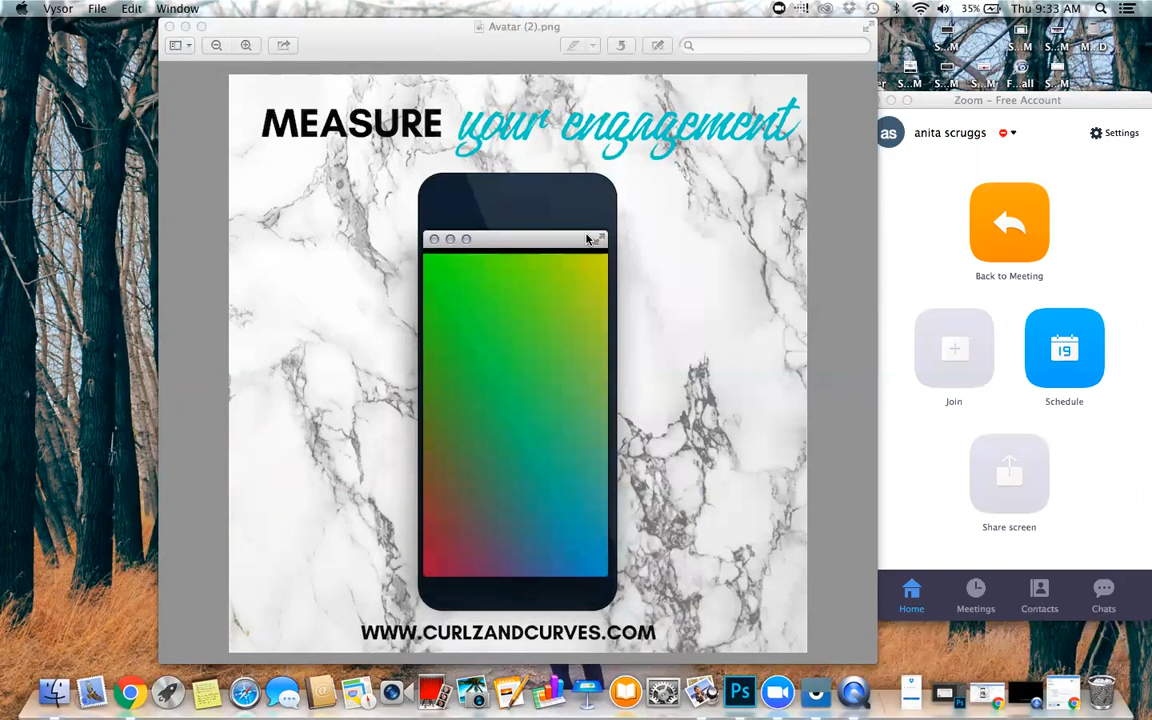 Vysor File Edit Window
35% Thu 9:33 AM
Avatar (2).png
S...M S...M S...M M...D
S...M S...M S...M F...all S...M
Zoom – Free Account
as anita scruggs Settings
MEASURE your engagement
Back to Meeting
19
Join Schedule
Share screen
Home Meetings Contacts Chats
WWW.CURLZANDCURVES.COM
Ps